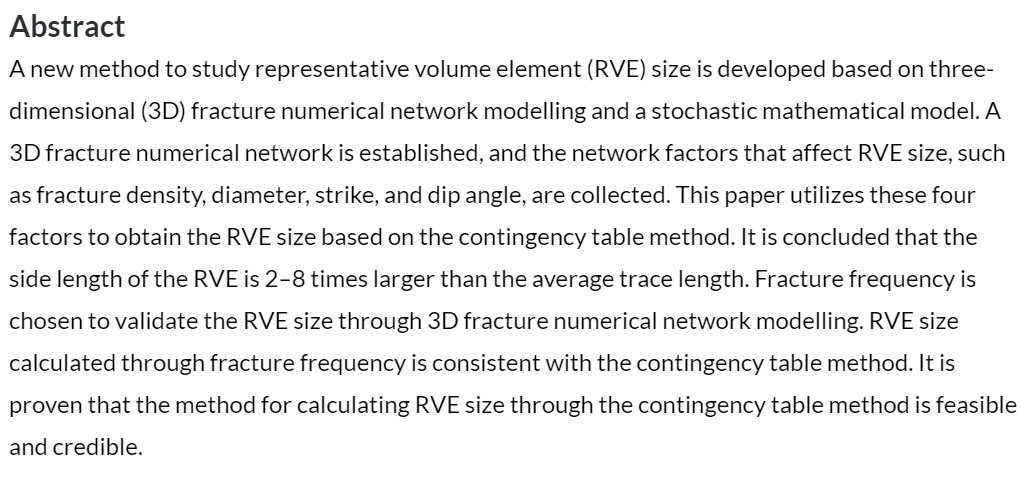 Abstract
A new method to study representative volume element (RVE) size is developed based on three-
dimensional (3D) fracture numerical network modelling and a stochastic mathematical model. A
3D fracture numerical network is established, and the network factors that affect RVE size, such
as fracture density, diameter, strike, and dip angle, are collected. This paper utilizes these four
factors to obtain the RVE size based on the contingency table method. It is concluded that the
side length of the RVE is 2–8 times larger than the average trace length. Fracture frequency is
chosen to validate the RVE size through 3D fracture numerical network modelling. RVE size
calculated through fracture frequency is consistent with the contingency table method. It is
proven that the method for calculating RVE size through the contingency table method is feasible
and credible.